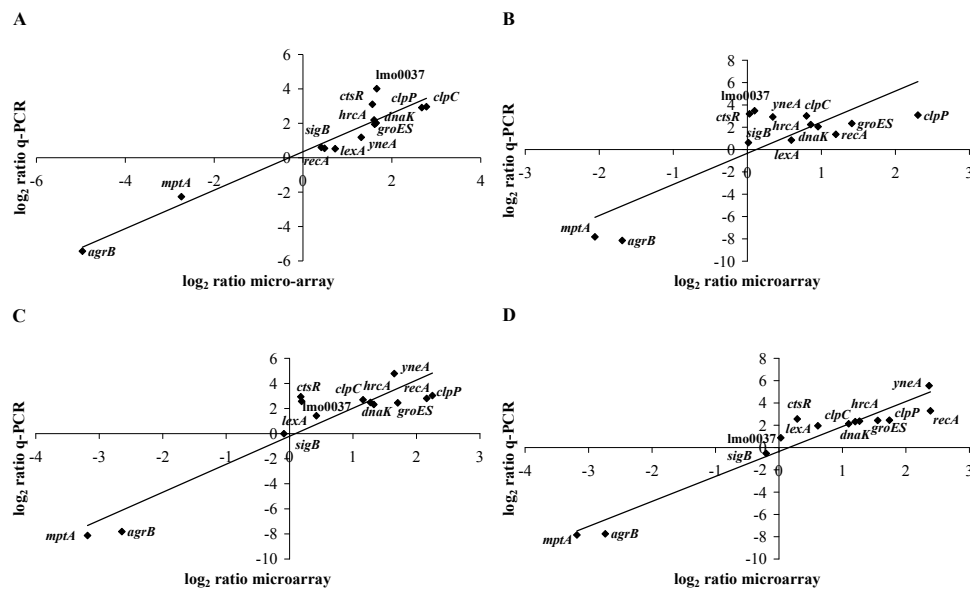 A
6
4
2
0
-2
-4
-6
-6
-4
-2
0
2
4
log2 ratio q-PCR
log2 ratio micro-array
lmo0037
ctsR
clpP
clpC
hrcA
dnaK
groES
sigB
yneA
recA
lexA
mptA
agrB
B
8
6
4
2
0
-2
-4
-6
-8
-10
-3
-2
-1
0
1
2
3
log2 ratio q-PCR
log2 ratio microarray
lmo0037
yneA
clpC
ctsR
hrcA
groES
clpP
sigB
dnaK
recA
lexA
mptA
agrB
C
6
4
2
0
-2
-4
-6
-8
-10
-4
-3
-2
-1
0
1
2
3
log2 ratio q-PCR
log2 ratio microarray
yneA
ctsR
clpC
hrcA
recA
clpP
lmo0037
dnaK
groES
lexA
sigB
mptA
agrB
D
8
6
4
2
0
-2
-4
-6
-8
-10
-4
-3
-2
-1
0
1
2
3
log2 ratio q-PCR
log2 ratio microarray
yneA
ctsR
hrcA
clpC
clpP
lexA
recA
dnaK
groES
lmo0037
sigB
mptA
agrB